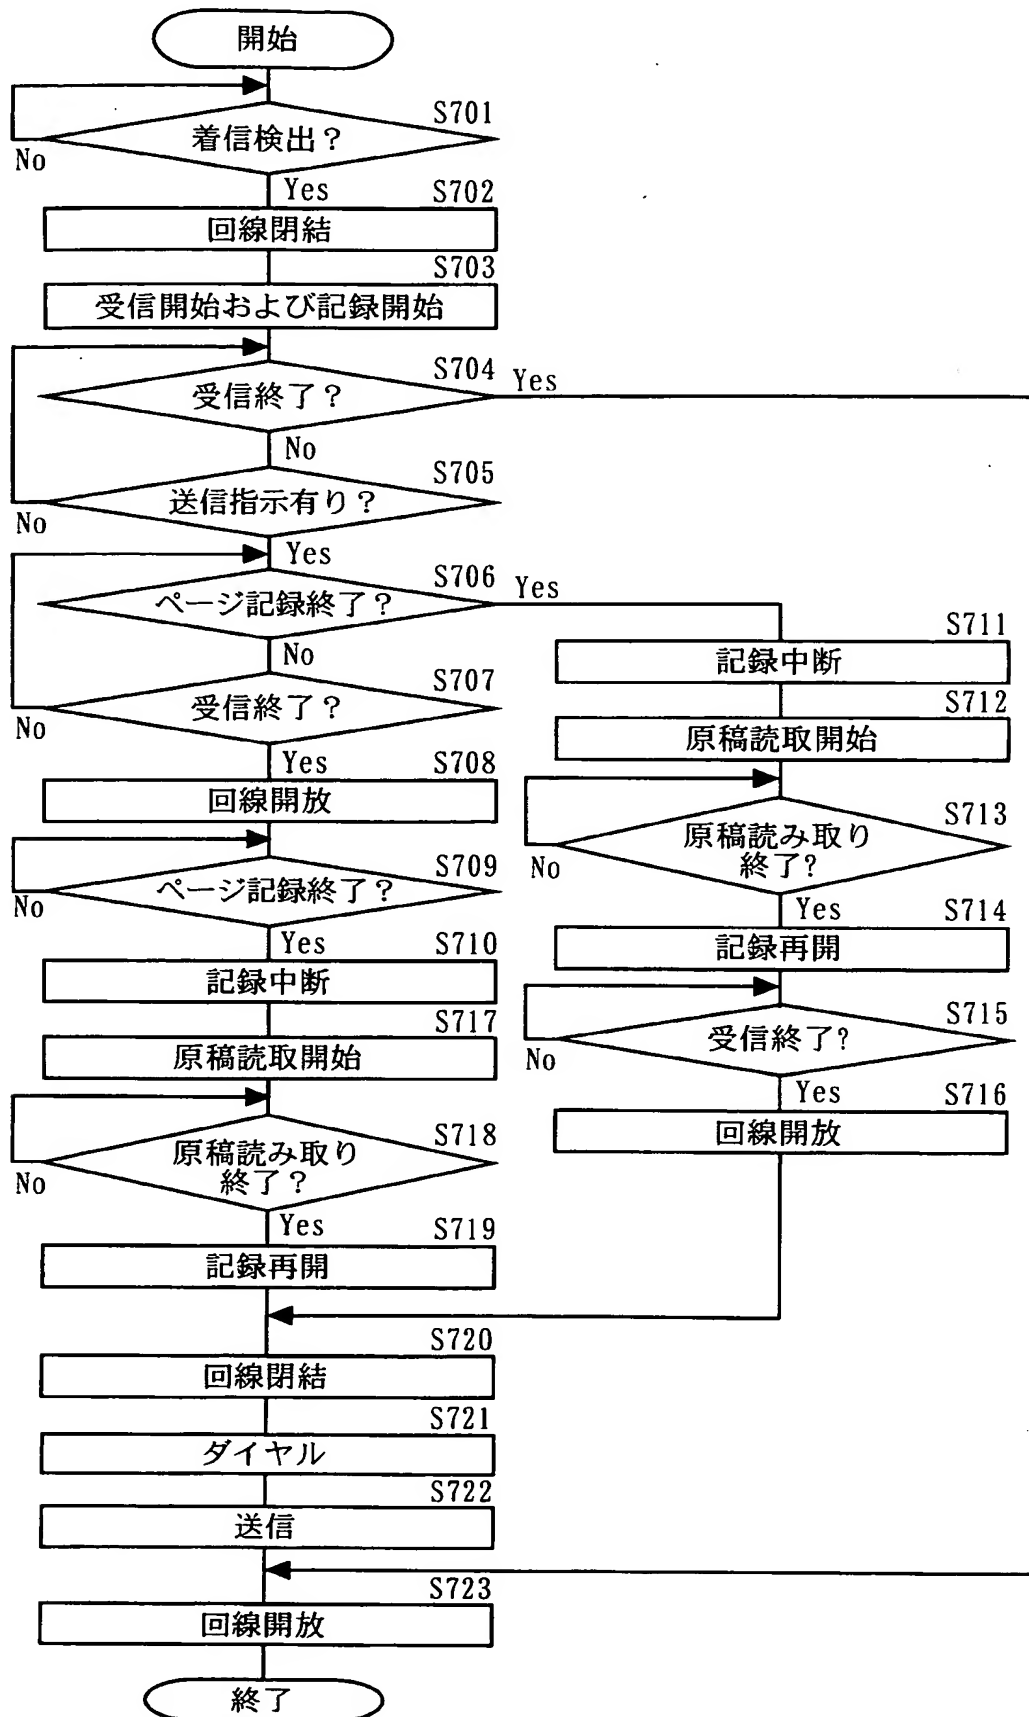 開始
S701
着信検出?
No
Yes
S702
回線閉結
S703
受信開始および記録開始
S704
受信終了?
Yes
No
S705
送信指示有り?
No
Yes
S706
ページ記録終了?
Yes
No
S707
受信終了?
No
Yes
S708
回線開放
S709
ページ記録終了?
No
Yes
S710
記録中断
S717
原稿読取開始
S718
原稿読み取り
終了?
No
Yes
S719
記録再開
S711
記録中断
S712
原稿読取開始
S713
原稿読み取り
終了?
No
Yes
S714
記録再開
S715
受信終了?
No
Yes
S716
回線開放
S720
回線閉結
S721
ダイヤル
S722
送信
S723
回線開放
終了